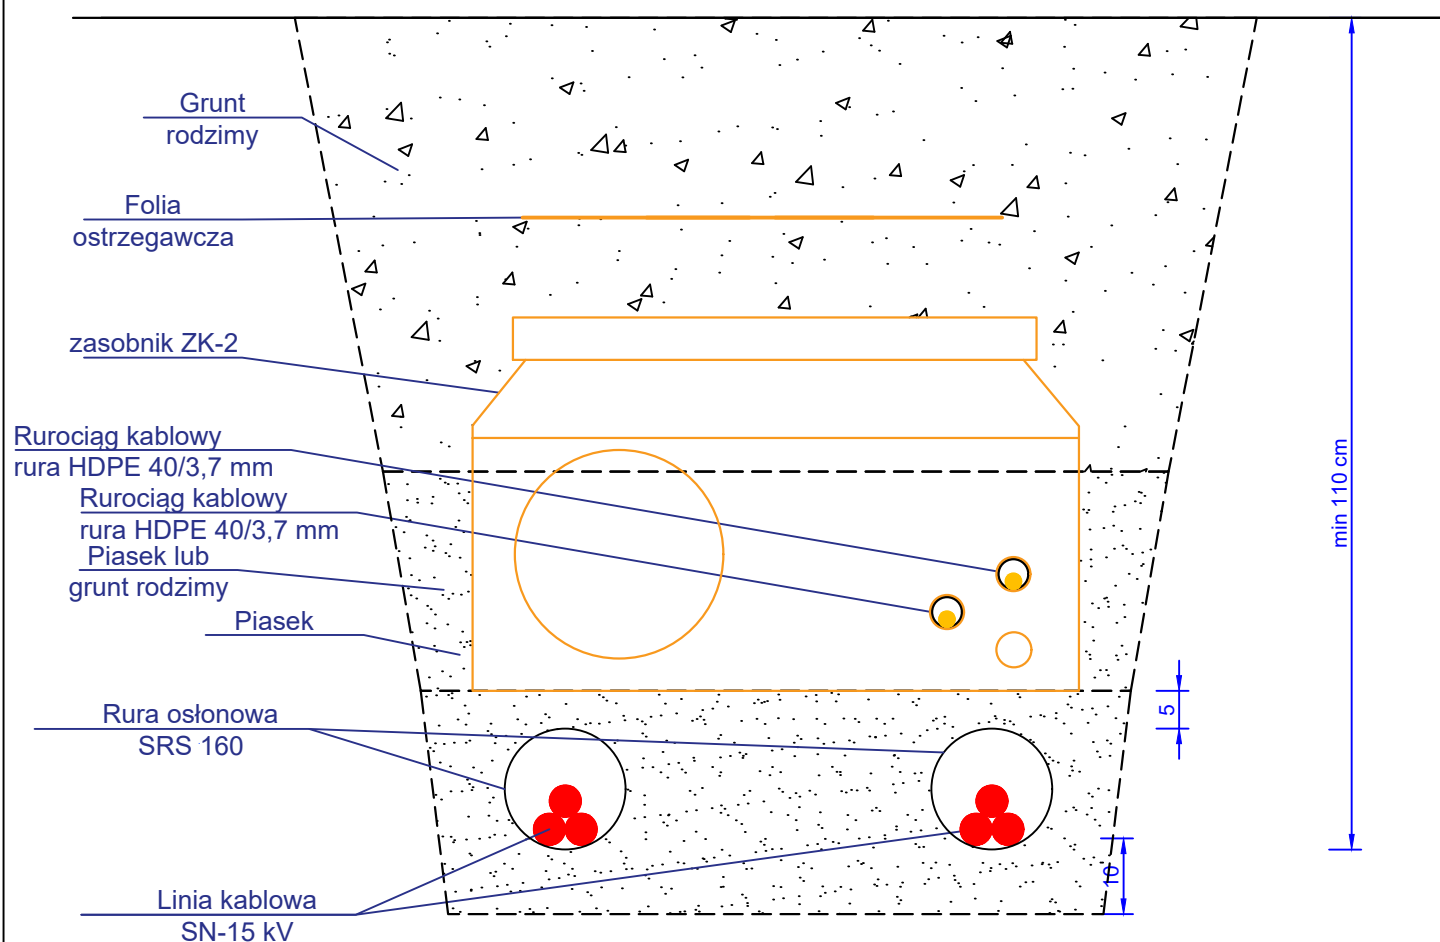 Grunt
rodzimy
Folia
ostrzegawcza
zasobnik ZK-2
Rurociąg kablowy
rura HDPE 40/3,7 mm
Rurociąg kablowy
rura HDPE 40/3,7 mm
Piasek lub
grunt rodzimy
Piasek
Rura osłonowa
SRS 160
Linia kablowa
SN-15 kV
min 110 cm
5
10